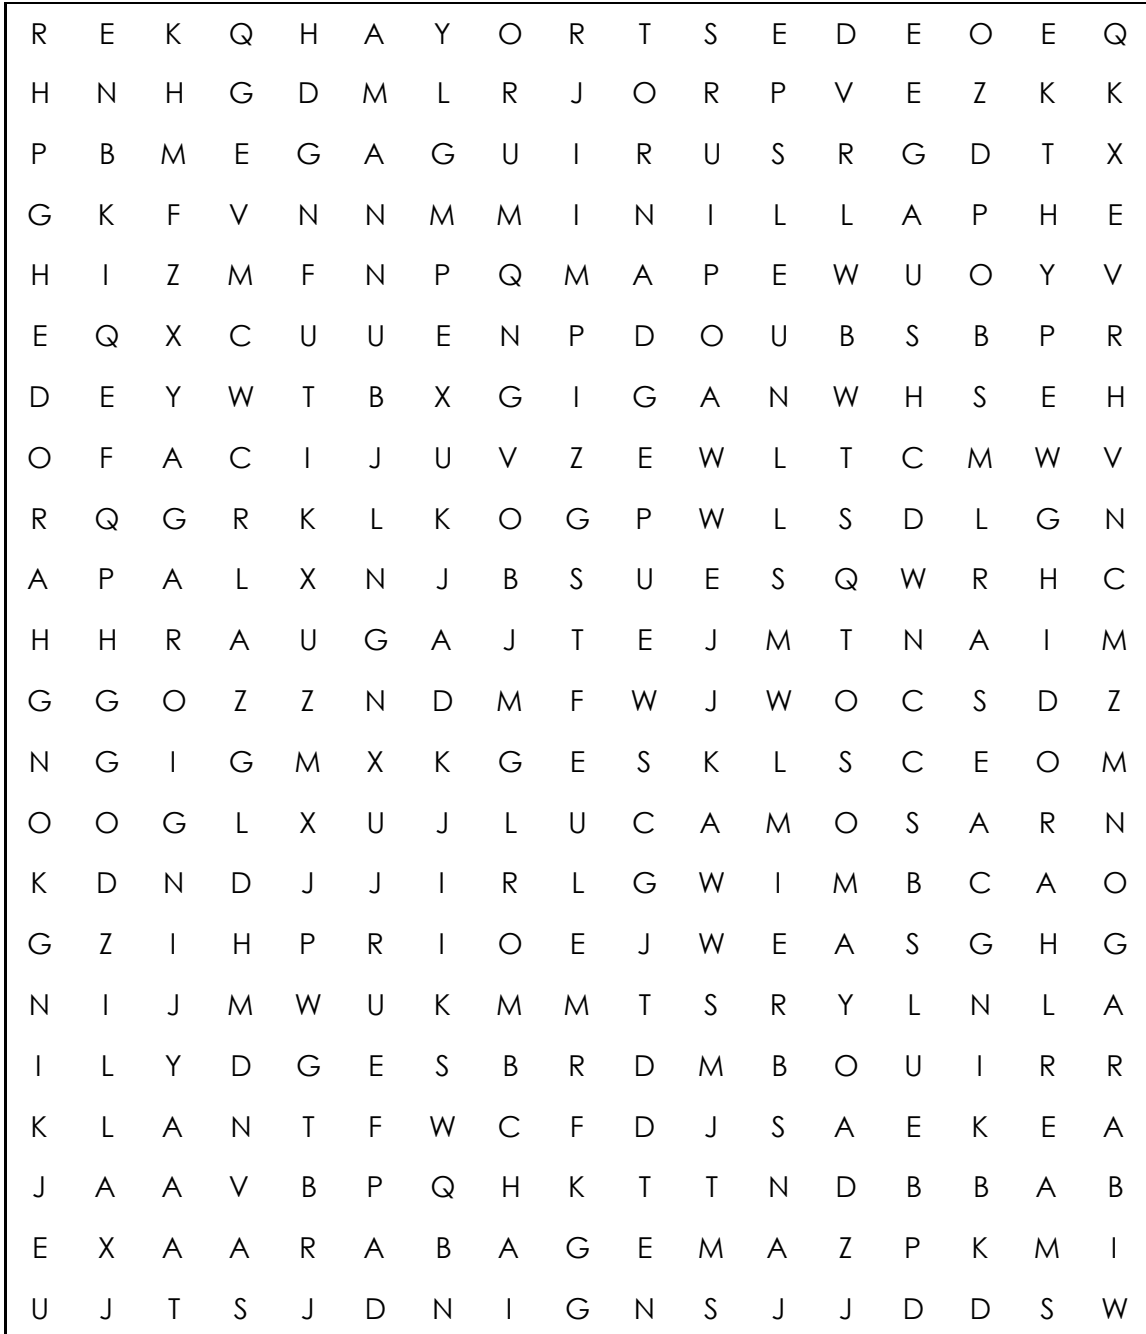 R E K Q H A Y O R T S E D E O E Q
H N H G D M L R J O R P V E Z K K
P B M E G A G U I R U S R G D T X
G K F V N N M M I N I L L A P H E
H I Z M F N P Q M A P E W U O Y V
E Q X C U U E N P D O U B S B P R
D E Y W T B X G I G A N W H S E H
O F A C I J U V Z E W L T C M W V
R Q G R K L K O G P W L S D L G N
A P A L X N J B S U E S Q W R H C
H H R A U G A J T E J M T N A I M
G G O Z Z N D M F W J W O C S D Z
N G I G M X K G E S K L S C E O M
O O G L X U J L U C A M O S A R N
K D N D J J I R L G W I M B C A O
G Z I H P R I O E J W E A S G H G
N I J M W U K M M T S R Y L N L A
I L Y D G E S B R D M B O U I R R
K L A N T F W C F D J S A E K E A
J A A V B P Q H K T T N D B B A B
E X A A R A B A G E M A Z P K M I
U J T S J D N I G N S J J D D S W